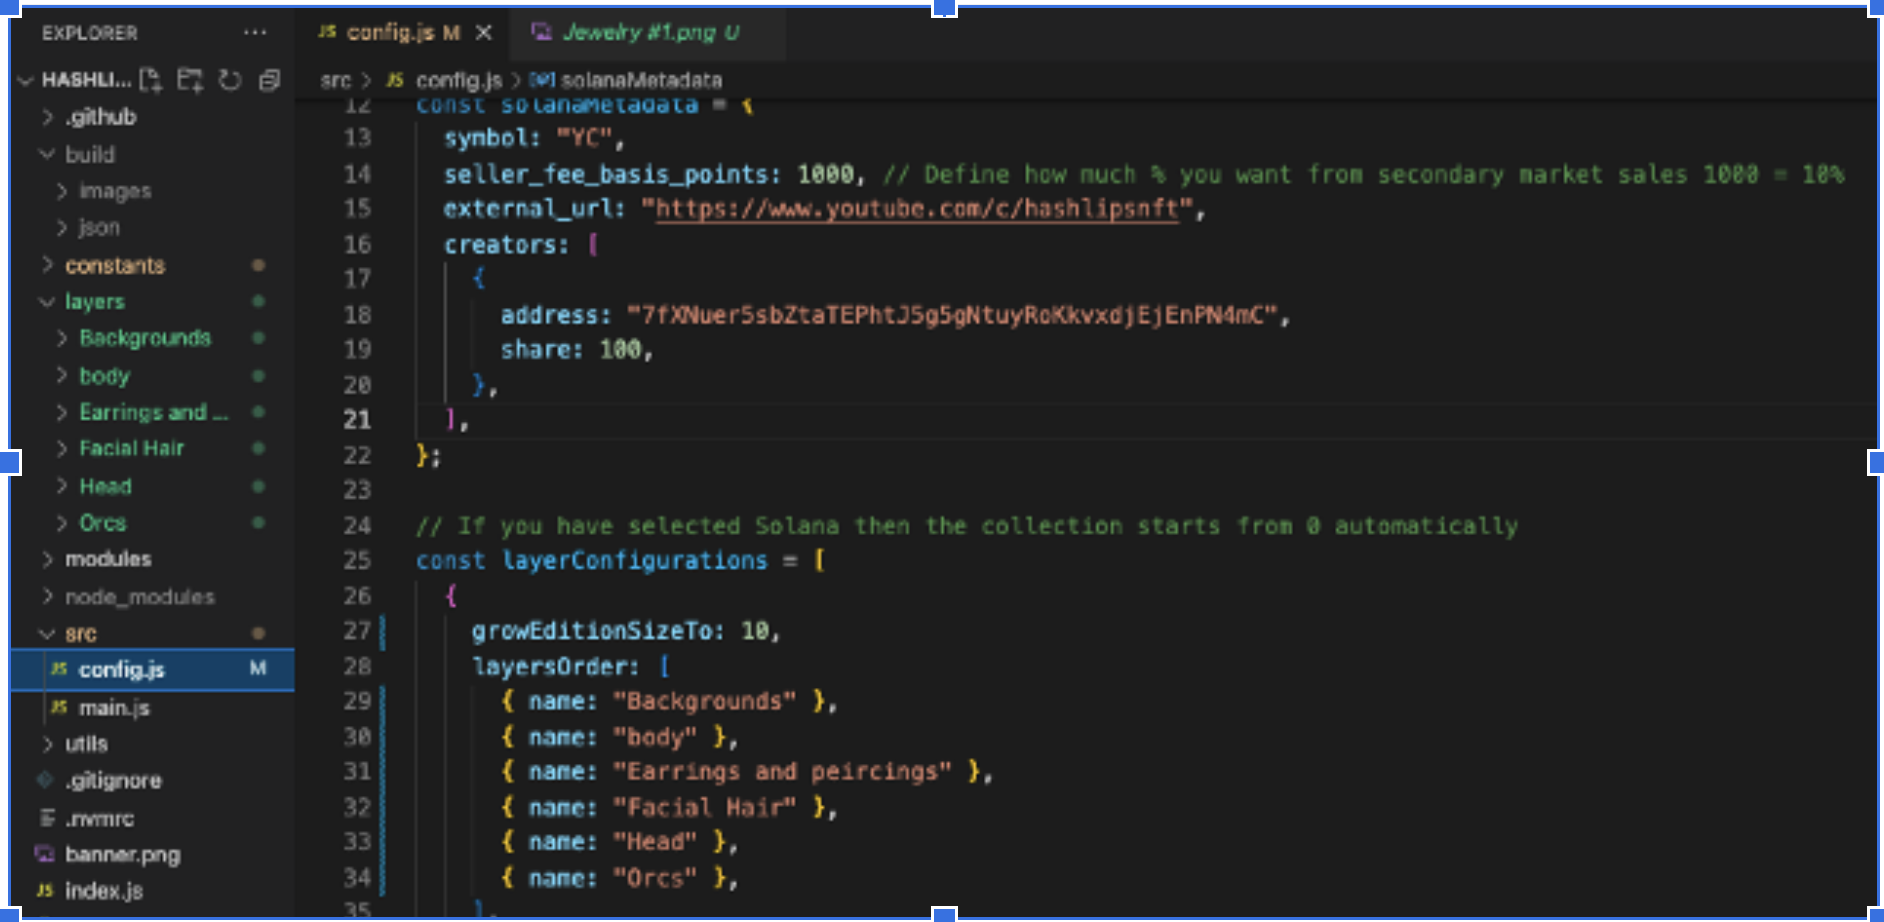 EXPLORER ...
HASHLI...
.github
build
images
json
constants
layers
Backgrounds
body
Earrings and ...
Facial Hair
Head
Orcs
modules
node_modules
src
JS config.js M
JS main.js
utils
.gitignore
.nvmrc
banner.png
JS index.js
JS config.js M × Jewelry #1.png U
src > JS config.js > solanaMetadata
12 const solanaMetadata = {
13 symbol: "YC",
14 seller_fee_basis_points: 1000, // Define how much % you want from secondary market sales 1000 = 10%
15 external_url: "https://www.youtube.com/c/hashlipsnft",
16 creators: [
17 {
18 address: "7fXNuer5sbZtaTEPhtJ5g5gNtuyRoKkvxdjEjEnPN4mC",
19 share: 100,
20 },
21 ],
22 };
23
24 // If you have selected Solana then the collection starts from 0 automatically
25 const layerConfigurations = [
26 {
27 growEditionSizeTo: 10,
28 layersOrder: [
29 { name: "Backgrounds" },
30 { name: "body" },
31 { name: "Earrings and peircings" },
32 { name: "Facial Hair" },
33 { name: "Head" },
34 { name: "Orcs" },
35 ],